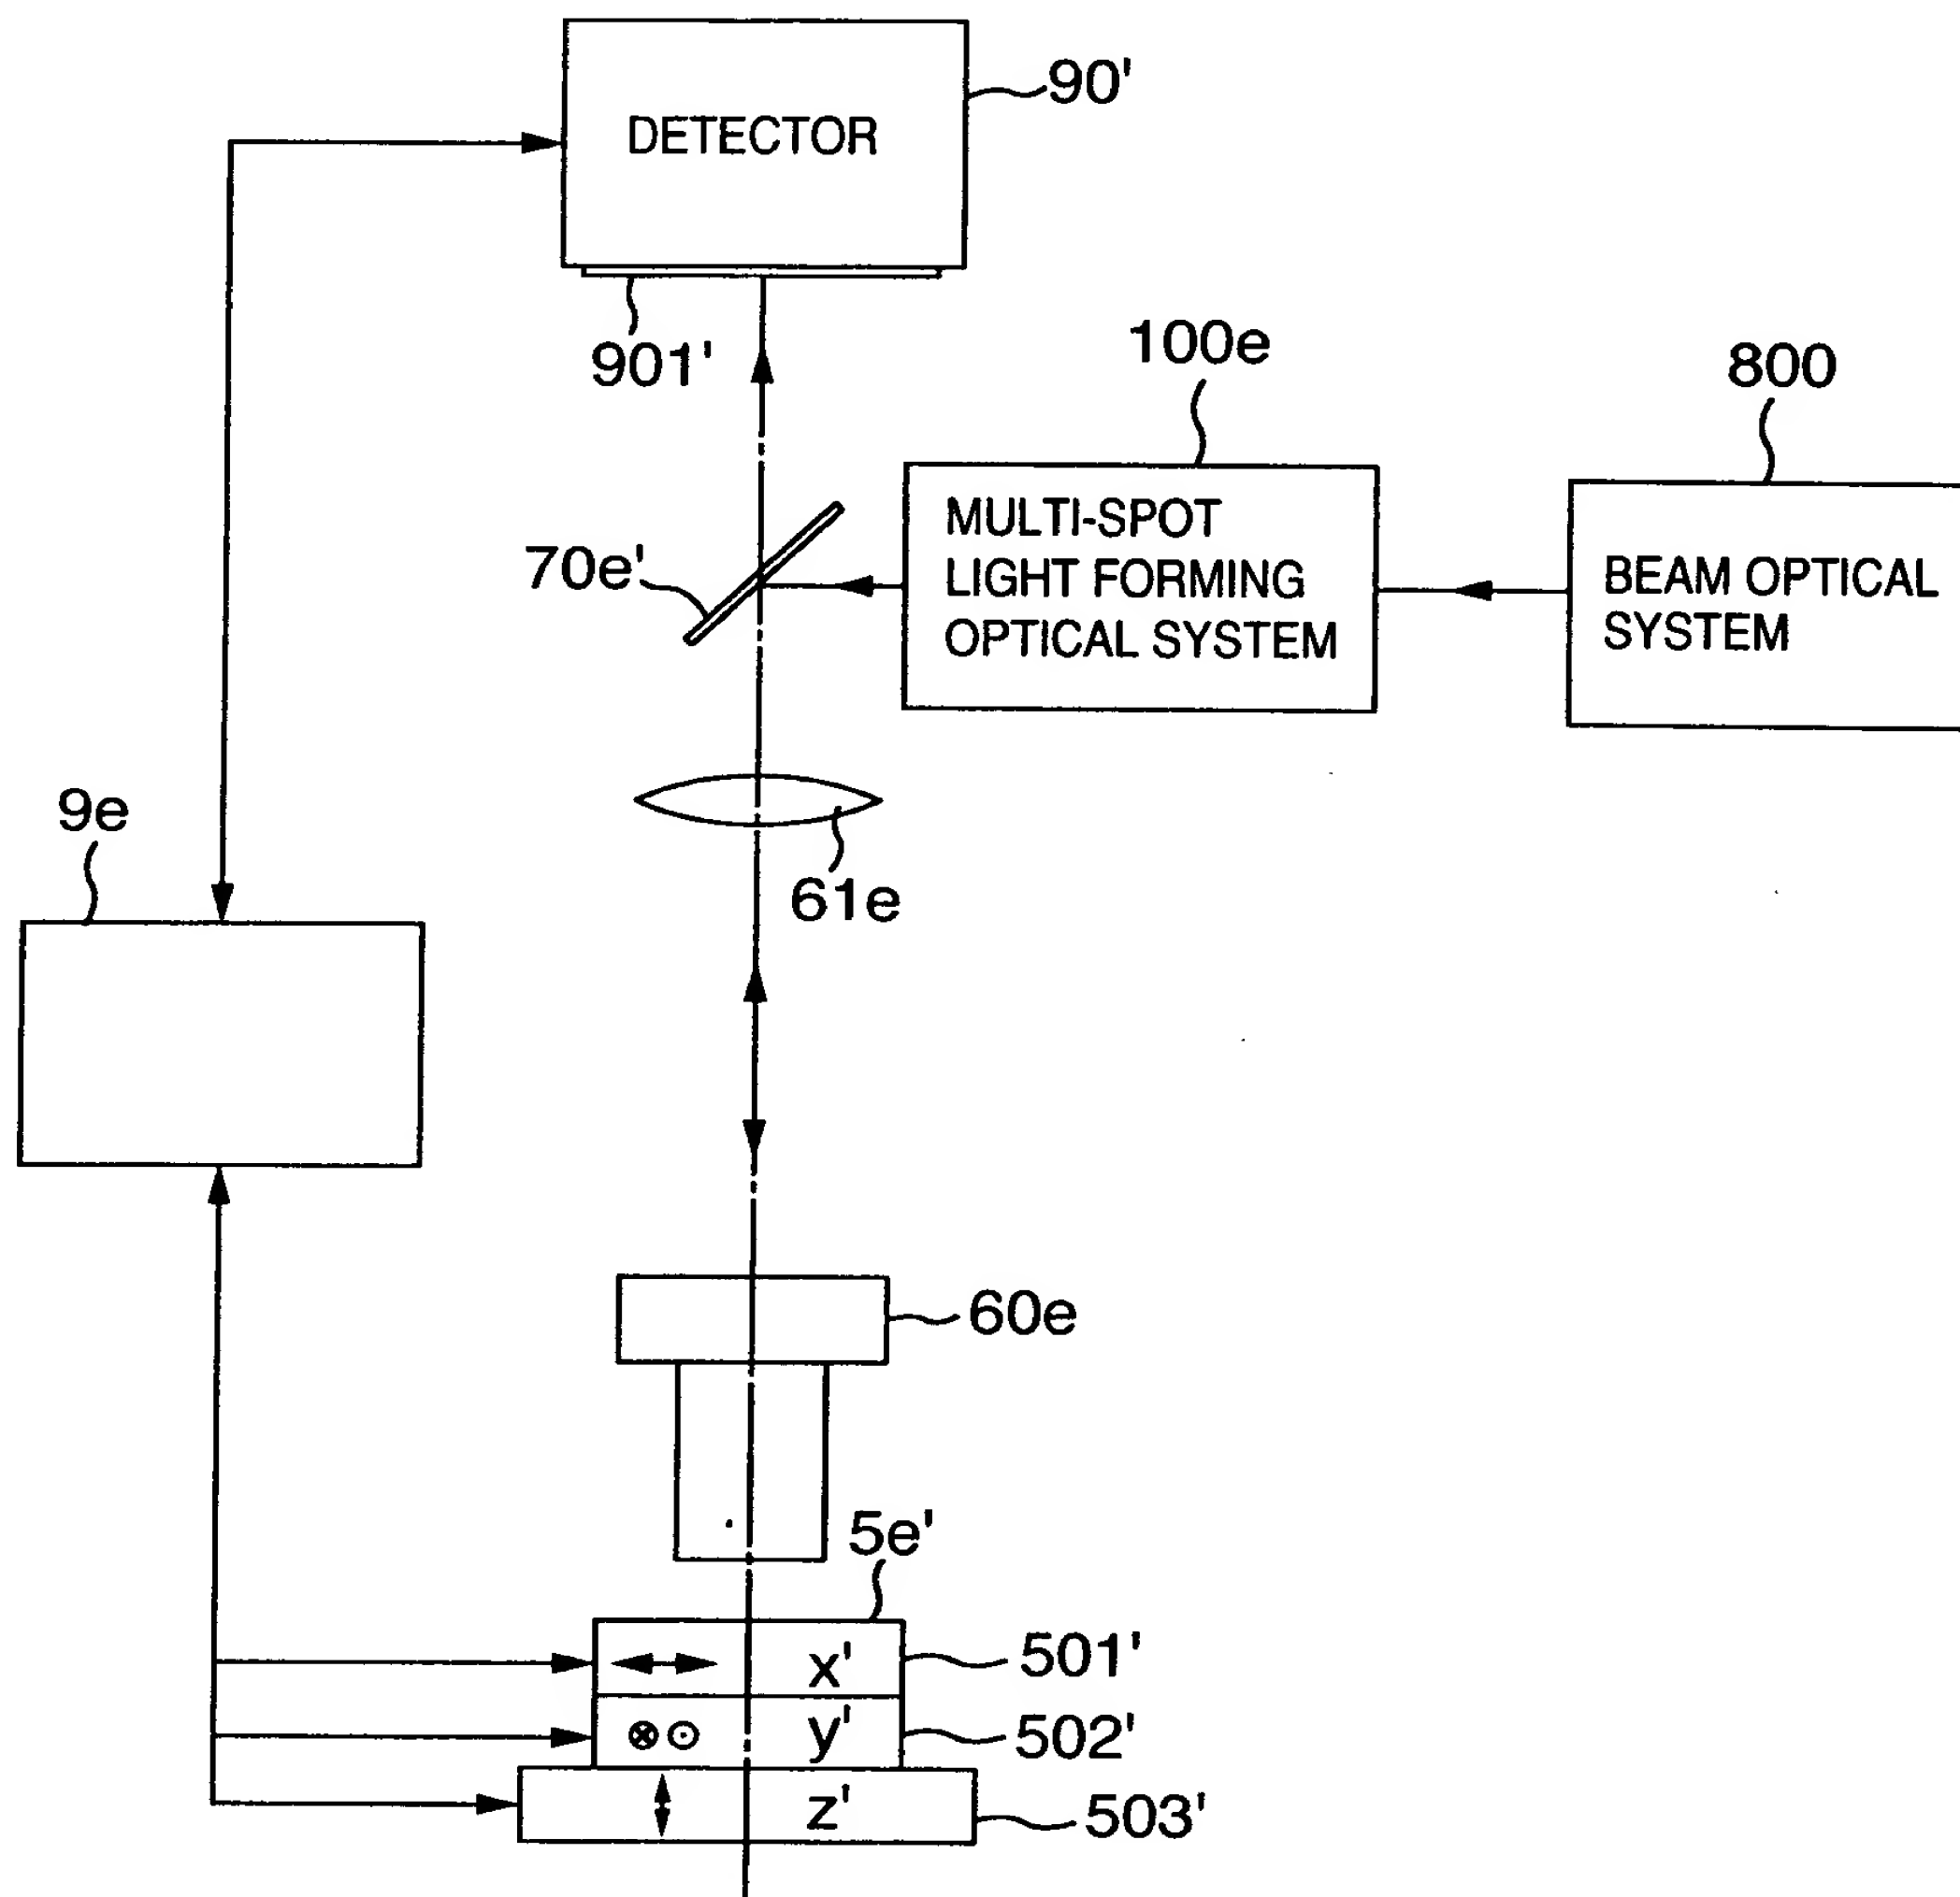 90'
DETECTOR
901'
100e
800
MULTI-SPOT
LIGHT FORMING
OPTICAL SYSTEM
70e'
BEAM OPTICAL
SYSTEM
9e
61e
60e
5e'
x'
501'
y'
502'
z'
503'